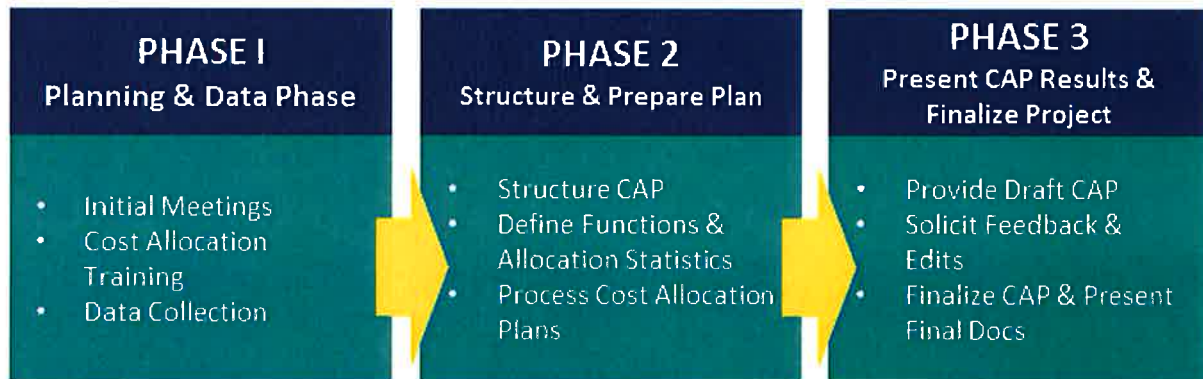 PHASE I
Planning & Data Phase
• Initial Meetings
• Cost Allocation
Training
• Data Collection
PHASE 2
Structure & Prepare Plan
• Structure CAP
• Define Functions &
Allocation Statistics
• Process Cost Allocation
Plans
PHASE 3
Present CAP Results &
Finalize Project
• Provide Draft CAP
• Solicit Feedback &
Edits
• Finalize CAP & Present
Final Docs